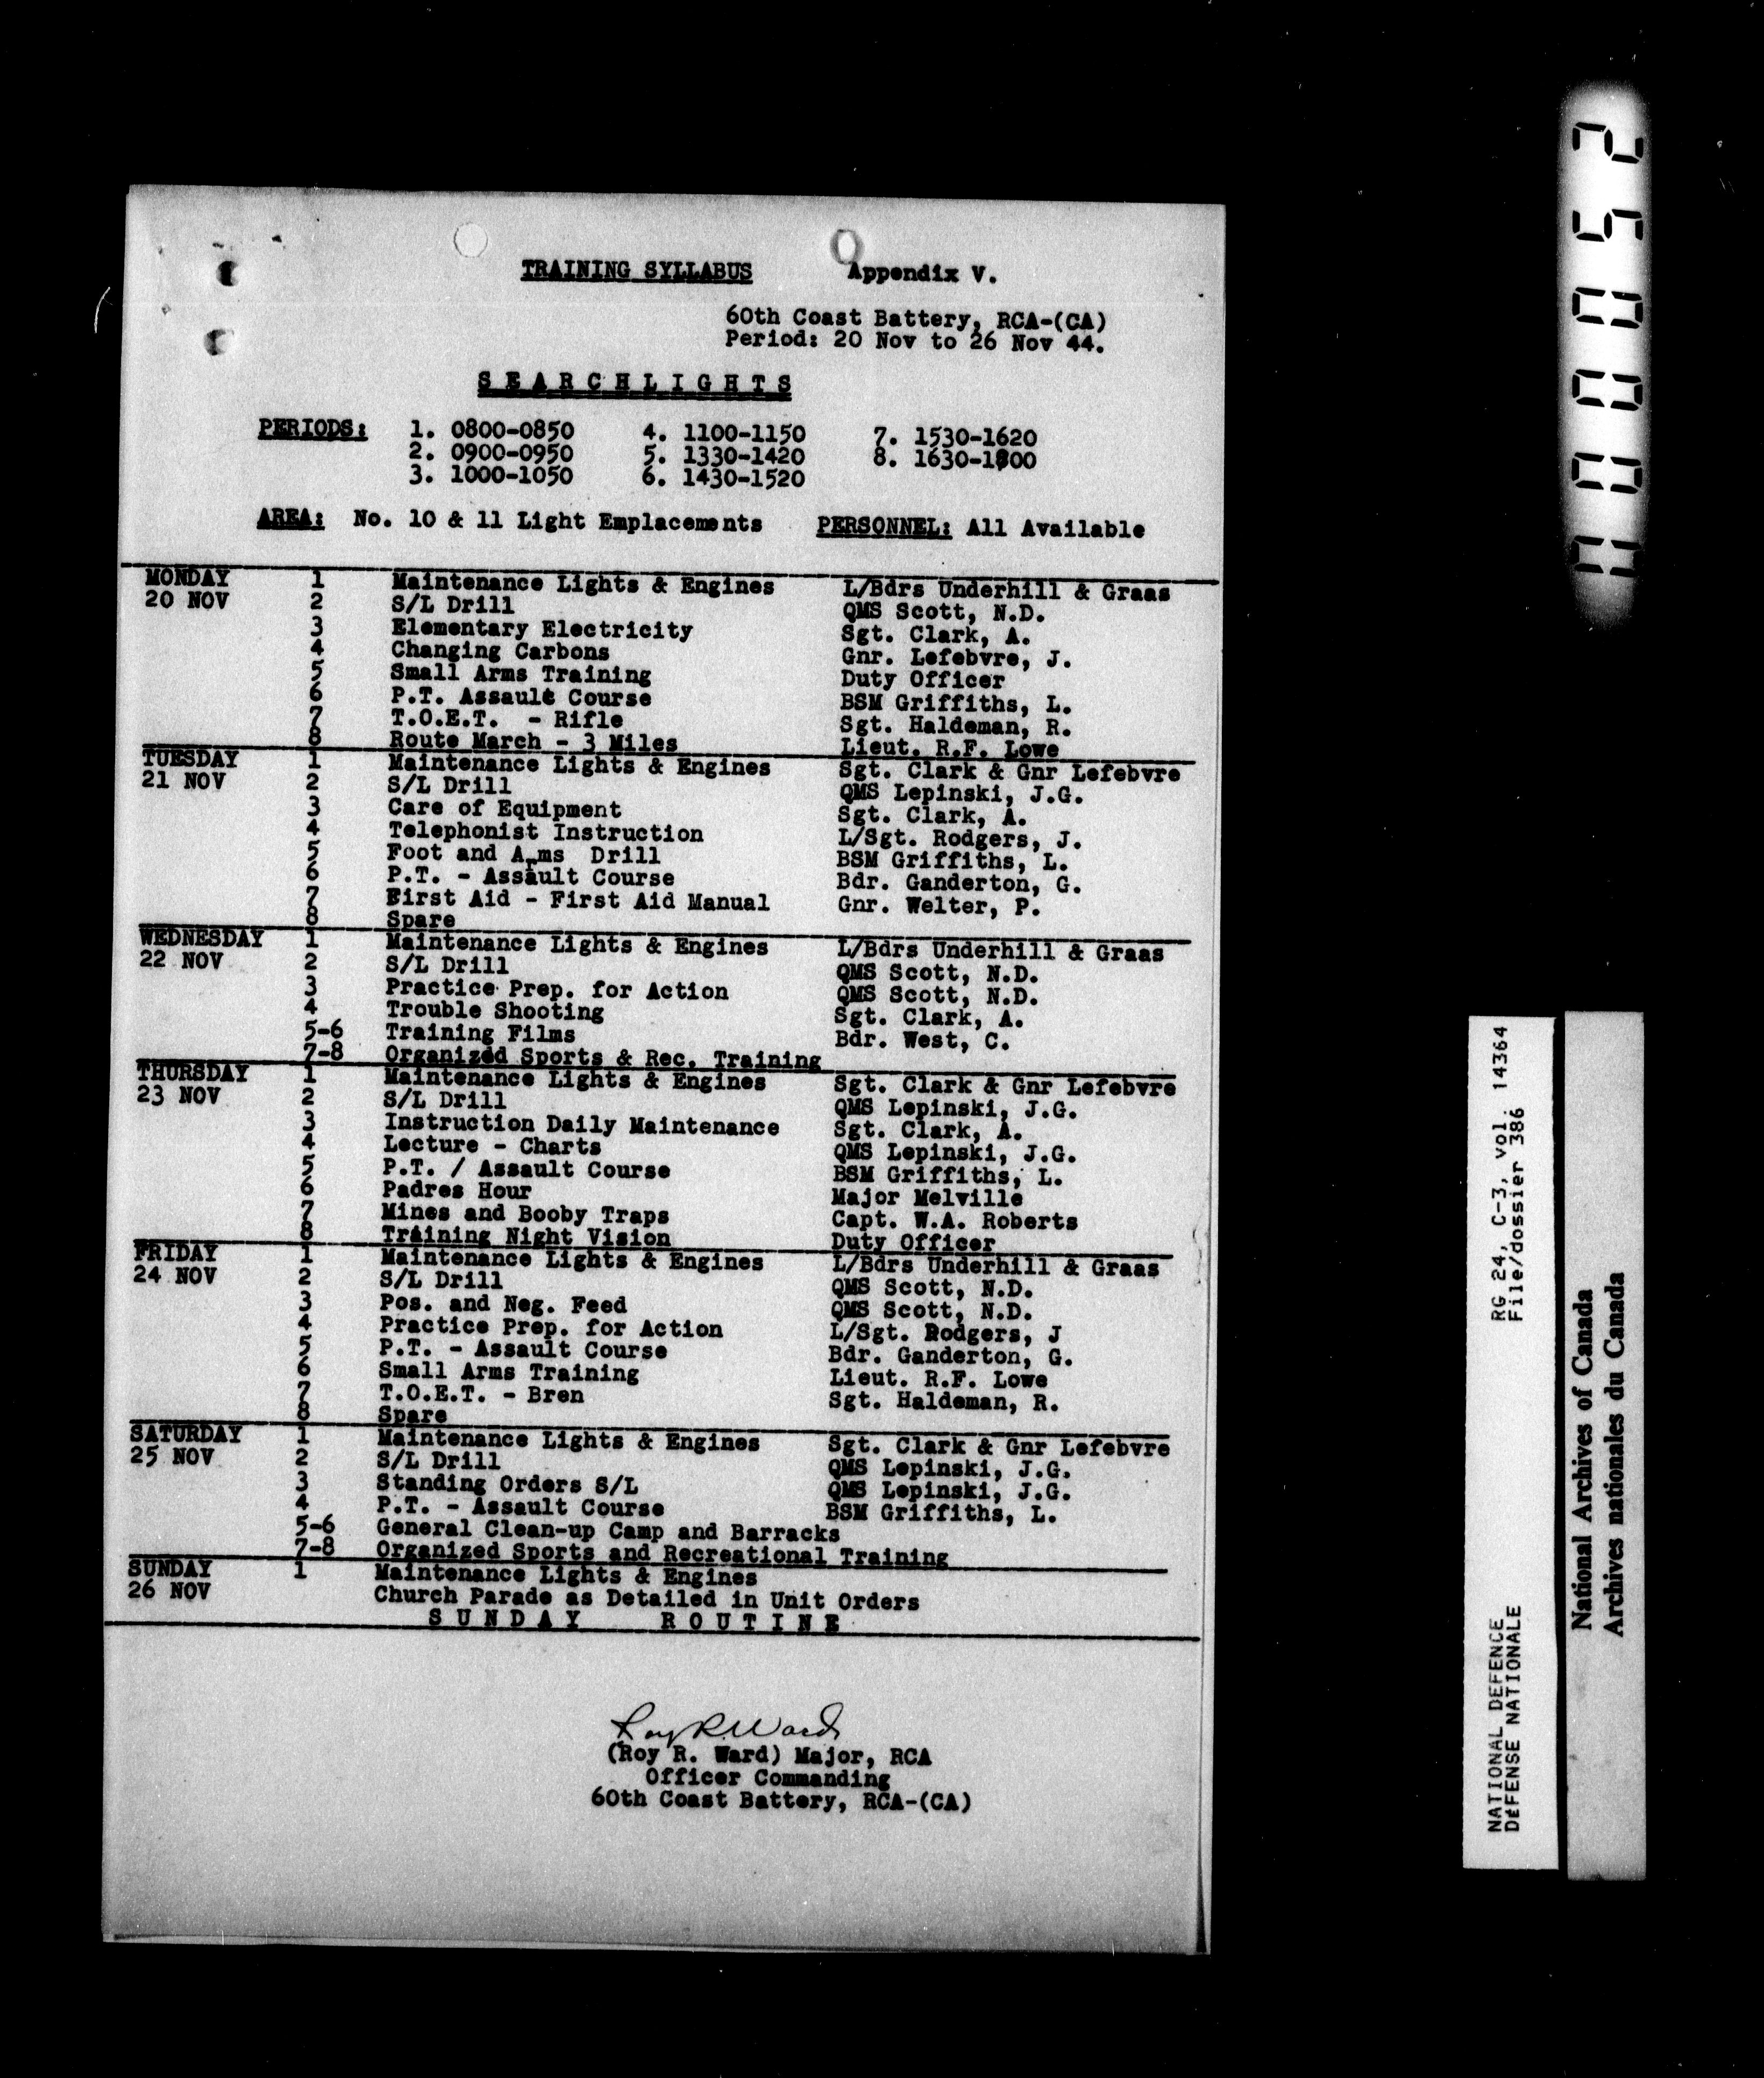 TRAINING SYLLABUS Appendix V.
60th Coast Battery, RCA-(CA)
Period: 20 Nov to 26 Nov 44.
S E A R C H L I G H T S
PERIODS: 1. 0800-0850 4. 1100-1150 7. 1530-1620
2. 0900-0950 5. 1330-1420 8. 1630-1800
3. 1000-1050 6. 1430-1520
AREA: No. 10 & 11 Light Emplacements PERSONNEL: All Available
MONDAY 1 Maintenance Lights & Engines L/Bdrs Underhill & Graas
20 NOV 2 S/L Drill QMS Scott, N.D.
3 Elementary Electricity Sgt. Clark, A.
4 Changing Carbons Gnr. Lefebvre, J.
5 Small Arms Training Duty Officer
6 P.T. Assault Course BSM Griffiths, L.
7 T.O.E.T. - Rifle Sgt. Haldeman, R.
8 Route March - 3 Miles Lieut. R.F. Lowe
TUESDAY 1 Maintenance Lights & Engines Sgt. Clark & Gnr Lefebvre
21 NOV 2 S/L Drill QMS Lepinski, J.G.
3 Care of Equipment Sgt. Clark, A.
4 Telephonist Instruction L/Sgt. Rodgers, J.
5 Foot and Arms Drill BSM Griffiths, L.
6 P.T. - Assault Course Bdr. Ganderton, G.
7 First Aid - First Aid Manual Gnr. Welter, P.
8 Spare
WEDNESDAY 1 Maintenance Lights & Engines L/Bdrs Underhill & Graas
22 NOV 2 S/L Drill QMS Scott, N.D.
3 Practice Prep. for Action QMS Scott, N.D.
4 Trouble Shooting Sgt. Clark, A.
5-6 Training Films Bdr. West, C.
7-8 Organized Sports & Rec. Training
THURSDAY 1 Maintenance Lights & Engines Sgt. Clark & Gnr Lefebvre
23 NOV 2 S/L Drill QMS Lepinski, J.G.
3 Instruction Daily Maintenance Sgt. Clark, A.
4 Lecture - Charts QMS Lepinski, J.G.
5 P.T. / Assault Course BSM Griffiths, L.
6 Padres Hour Major Melville
7 Mines and Booby Traps Capt. W.A. Roberts
8 Training Night Vision Duty Officer
FRIDAY 1 Maintenance Lights & Engines L/Bdrs Underhill & Graas
24 NOV 2 S/L Drill QMS Scott, N.D.
3 Pos. and Neg. Feed QMS Scott, N.D.
4 Practice Prep. for Action L/Sgt. Rodgers, J
5 P.T. - Assault Course Bdr. Ganderton, G.
6 Small Arms Training Lieut. R.F. Lowe
7 T.O.E.T. - Bren Sgt. Haldeman, R.
8 Spare
SATURDAY 1 Maintenance Lights & Engines Sgt. Clark & Gnr Lefebvre
25 NOV 2 S/L Drill QMS Lepinski, J.G.
3 Standing Orders S/L QMS Lepinski, J.G.
4 P.T. - Assault Course BSM Griffiths, L.
5-6 General Clean-up Camp and Barracks
7-8 Organized Sports and Recreational Training
SUNDAY 1 Maintenance Lights & Engines
26 NOV Church Parade as Detailed in Unit Orders
S U N D A Y R O U T I N E
Roy R. Ward
(Roy R. Ward) Major, RCA
Officer Commanding
60th Coast Battery, RCA-(CA)
000052
NATIONAL DEFENCE RG 24, C-3, vol. 14364
DÉFENSE NATIONALE File/dossier 386
National Archives of Canada
Archives nationales du Canada